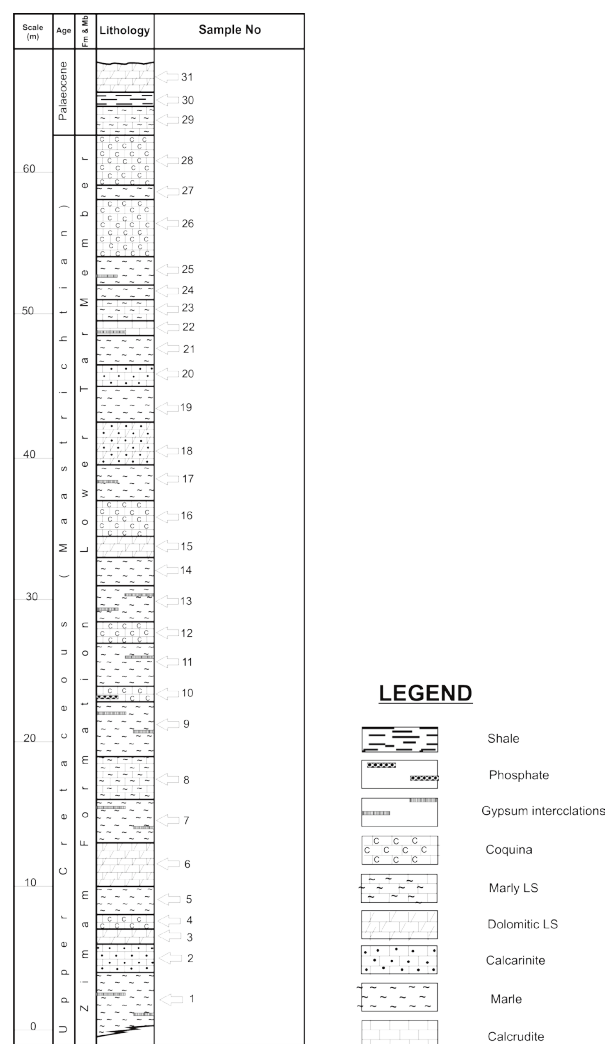 Scale
(m)
Age
Fm & Mb
Lithology
Sample No
Palaeocene
31
30
29
60
28
27
26
25
24
50
23
22
21
20
19
40
18
17
16
15
14
30
13
12
11
10
9
20
8
7
6
10
5
4
3
2
1
0
Upper Cretaceous (Maastrichtian)
Zimam Formation Lower Tar Member
LEGEND
Shale
Phosphate
Gypsum intercclations
Coquina
Marly LS
Dolomitic LS
Calcarinite
Marle
Calcrudite